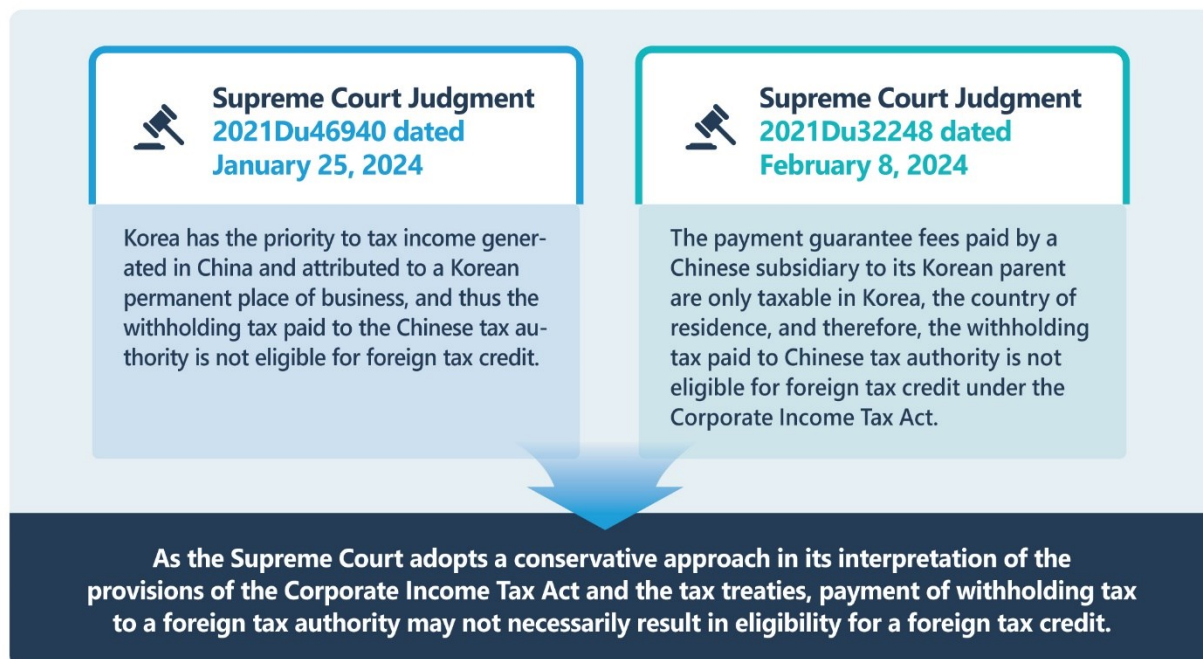 Supreme Court Judgment
2021Du46940 dated
January 25, 2024
Korea has the priority to tax income gener-
ated in China and attributed to a Korean
permanent place of business, and thus the
withholding tax paid to the Chinese tax au-
thority is not eligible for foreign tax credit.
Supreme Court Judgment
2021Du32248 dated
February 8, 2024
The payment guarantee fees paid by a
Chinese subsidiary to its Korean parent
are only taxable in Korea, the country of
residence, and therefore, the withholding
tax paid to Chinese tax authority is not
eligible for foreign tax credit under the
Corporate Income Tax Act.
As the Supreme Court adopts a conservative approach in its interpretation of the
provisions of the Corporate Income Tax Act and the tax treaties, payment of withholding tax
to a foreign tax authority may not necessarily result in eligibility for a foreign tax credit.